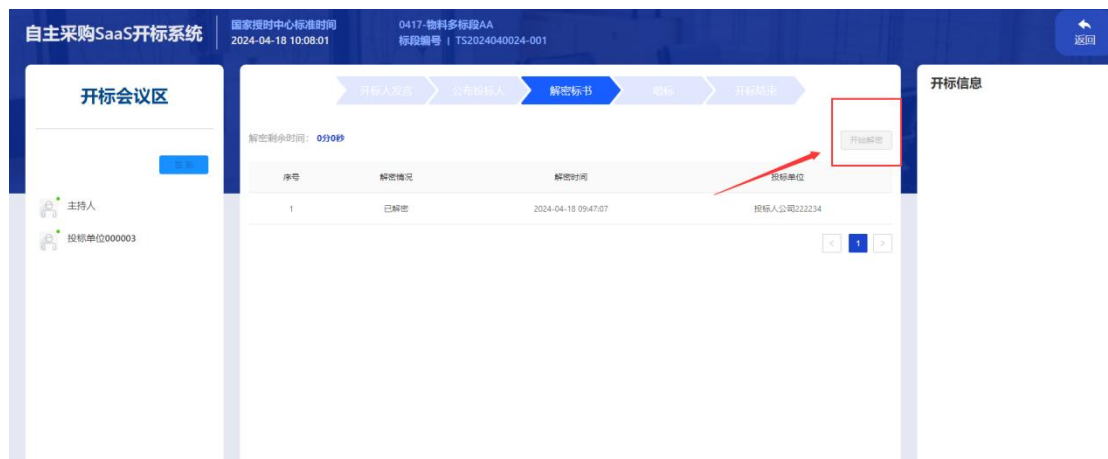 自主采购SaaS开标系统
国家授时中心标准时间
2024-04-18 10:08:01
0417-物料多标段AA
标段编号 | TS2024040024-001
返回
开标会议区
签到
主持人
投标单位000003
开标人发言
公布投标人
解密标书
唱标
开标结束
解密剩余时间: 0分0秒
开始解密
序号 解密情况 解密时间 投标单位
1 已解密 2024-04-18 09:47:07 投标人公司222234
< 1 >
开标信息